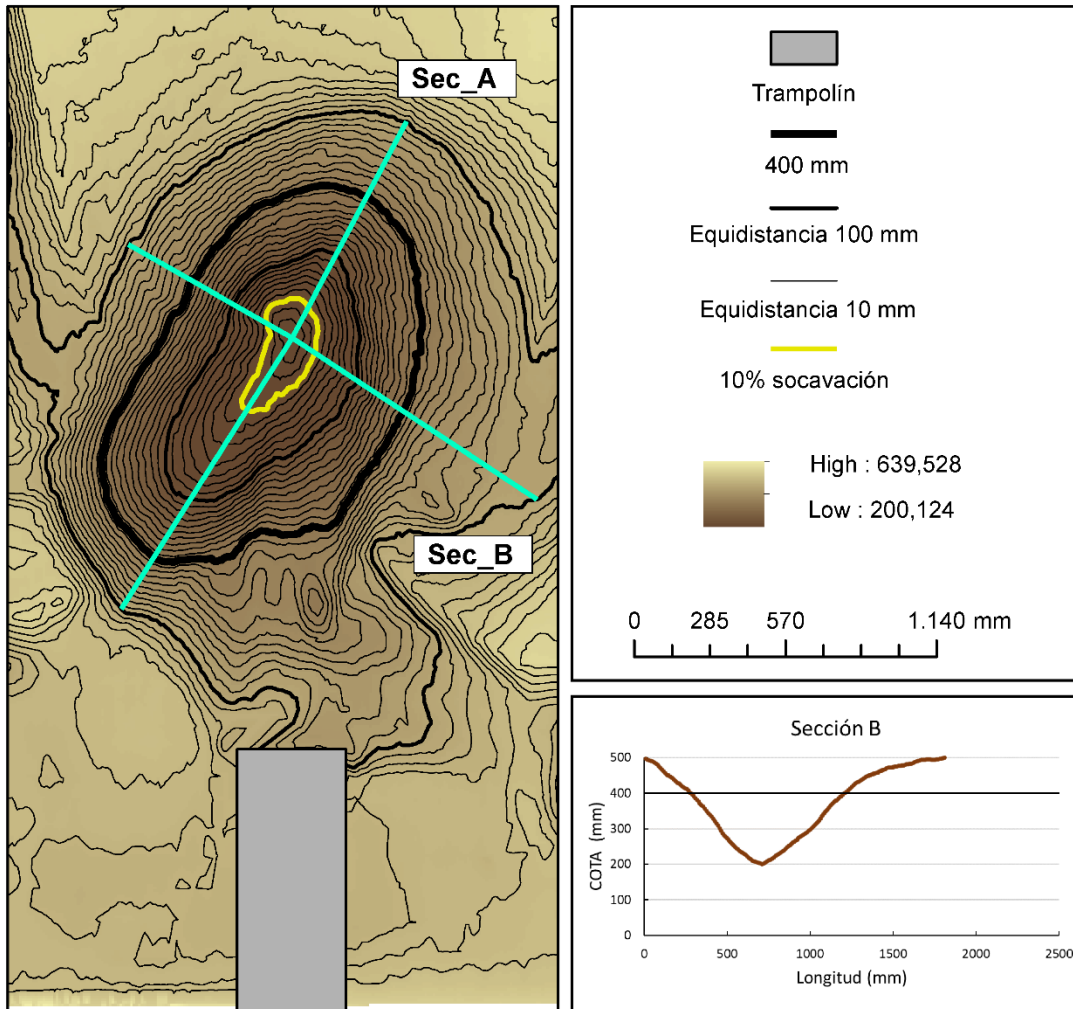 Sec_A
Sec_B
Trampolín
400 mm
Equidistancia 100 mm
Equidistancia 10 mm
10% socavación
High : 639,528
Low : 200,124
0 285 570 1.140 mm
Sección B
COTA (mm)
500
400
300
200
100
0
0 500 1000 1500 2000 2500
Longitud (mm)